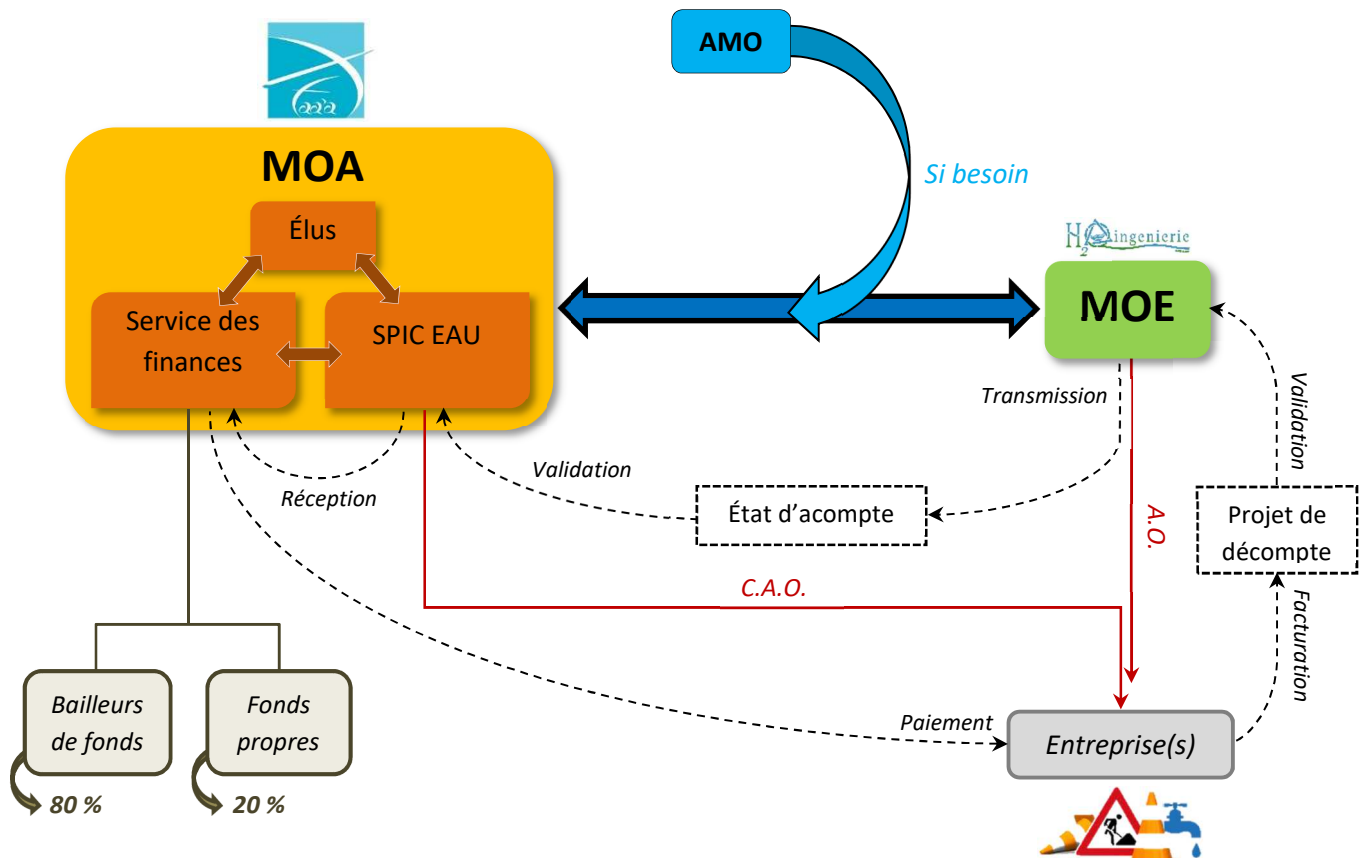 AMO
MOA
Si besoin
Élus
H2O ingenierie
Service des
finances
SPIC EAU
MOE
Transmission
Validation
Validation
Réception
État d'acompte
A.O.
Projet de
décompte
C.A.O.
Facturation
Bailleurs
de fonds
Fonds
propres
Paiement
Entreprise(s)
80 %
20 %